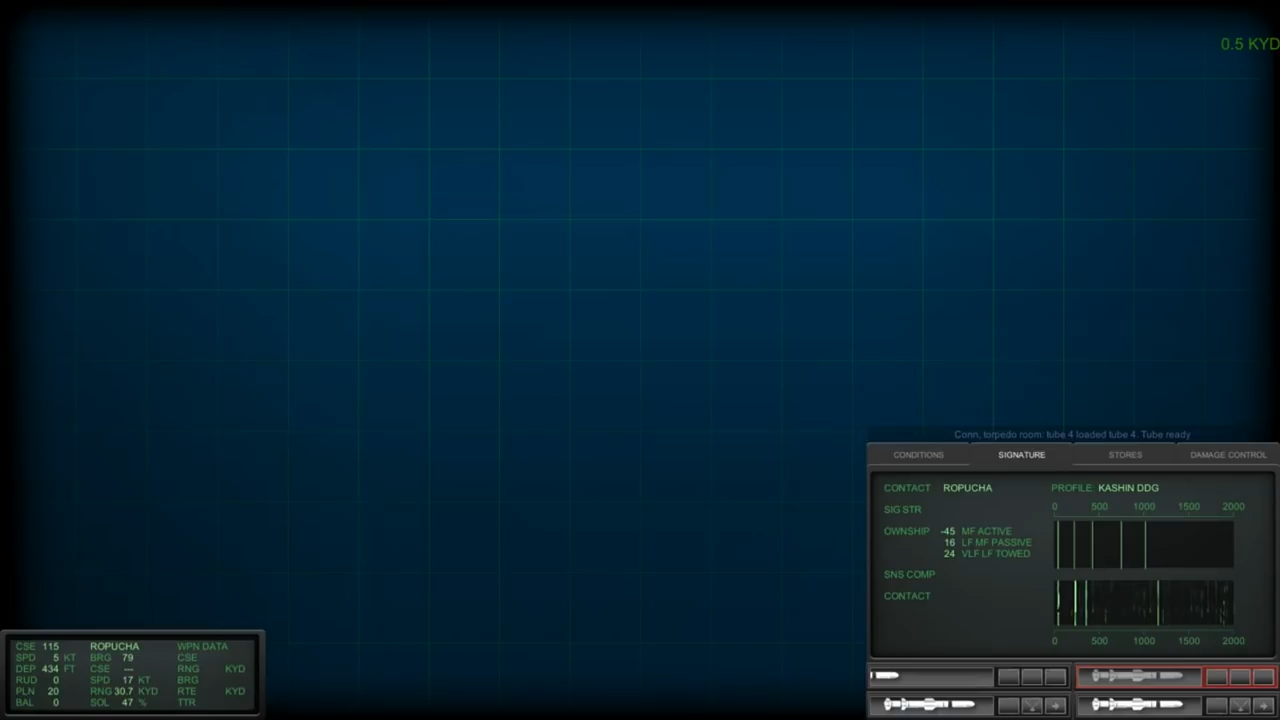 0.5 KYD
Conn, torpedo room: tube 4 loaded tube 4. Tube ready
CONDITIONS SIGNATURE STORES DAMAGE CONTROL
CONTACT ROPUCHA PROFILE: KASHIN DDG
SIG STR 0 500 1000 1500 2000
OWNSHIP -45 MF ACTIVE
16 LF MF PASSIVE
24 VLF LF TOWED
SNS COMP
CONTACT
0 500 1000 1500 2000
CSE 115 ROPUCHA WPN DATA
SPD 5 KT BRG 79 CSE
DEP 434 FT CSE --- RNG KYD
RUD 0 SPD 17 KT BRG
PLN 20 RNG 30.7 KYD RTE KYD
BAL 0 SOL 47 % TTR